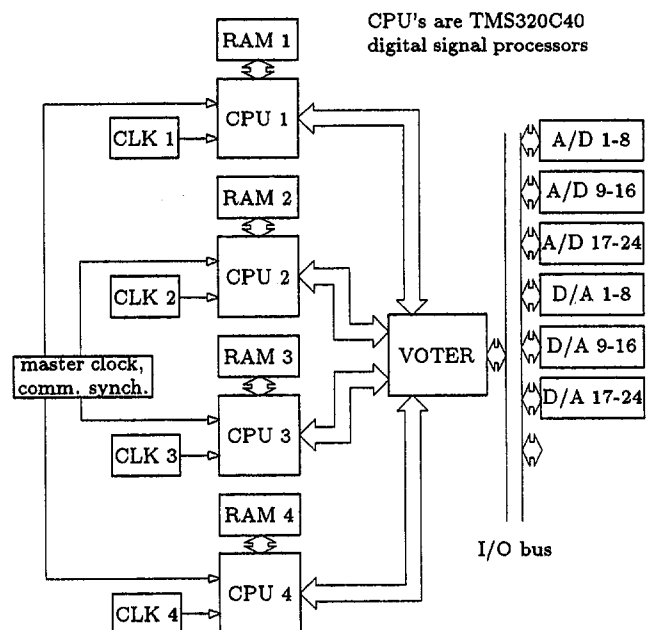 CPU's are TMS320C40
digital signal processors
RAM 1
CPU 1
CLK 1
RAM 2
CPU 2
CLK 2
master clock,
comm. synch.
RAM 3
CPU 3
CLK 3
RAM 4
CPU 4
CLK 4
VOTER
A/D 1-8
A/D 9-16
A/D 17-24
D/A 1-8
D/A 9-16
D/A 17-24
I/O bus